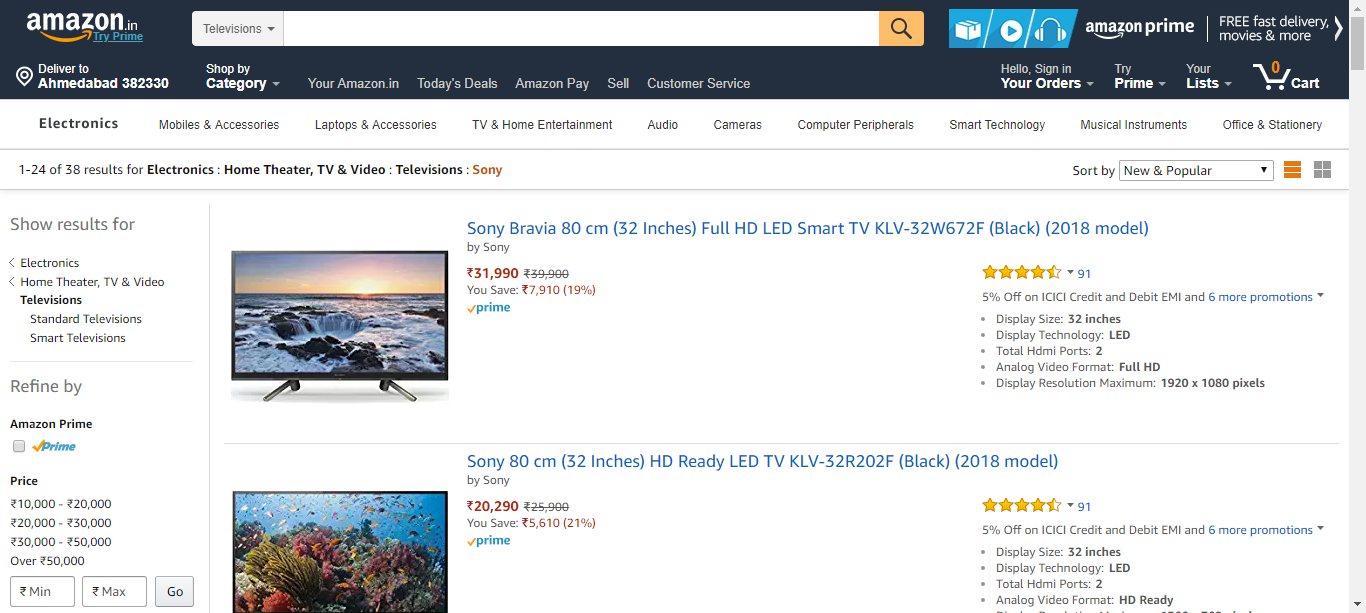 amazon.in
Try Prime
Televisions
amazon prime
FREE fast delivery,
movies & more
Deliver to
Ahmedabad 382330
Shop by
Category
Your Amazon.in Today's Deals Amazon Pay Sell Customer Service
Hello, Sign in
Your Orders
Try
Prime
Your
Lists
0
Cart
Electronics Mobiles & Accessories Laptops & Accessories TV & Home Entertainment Audio Cameras Computer Peripherals Smart Technology Musical Instruments Office & Stationery
1-24 of 38 results for Electronics : Home Theater, TV & Video : Televisions : Sony
Sort by New & Popular
Show results for
Electronics
Home Theater, TV & Video
Televisions
Standard Televisions
Smart Televisions
Refine by
Amazon Prime
Prime
Price
₹10,000 - ₹20,000
₹20,000 - ₹30,000
₹30,000 - ₹50,000
Over ₹50,000
₹ Min ₹ Max Go
Sony Bravia 80 cm (32 Inches) Full HD LED Smart TV KLV-32W672F (Black) (2018 model)
by Sony
₹31,990 ₹39,900
You Save: ₹7,910 (19%)
prime
91
5% Off on ICICI Credit and Debit EMI and 6 more promotions
Display Size: 32 inches
Display Technology: LED
Total Hdmi Ports: 2
Analog Video Format: Full HD
Display Resolution Maximum: 1920 x 1080 pixels
Sony 80 cm (32 Inches) HD Ready LED TV KLV-32R202F (Black) (2018 model)
by Sony
₹20,290 ₹25,900
You Save: ₹5,610 (21%)
prime
91
5% Off on ICICI Credit and Debit EMI and 6 more promotions
Display Size: 32 inches
Display Technology: LED
Total Hdmi Ports: 2
Analog Video Format: HD Ready